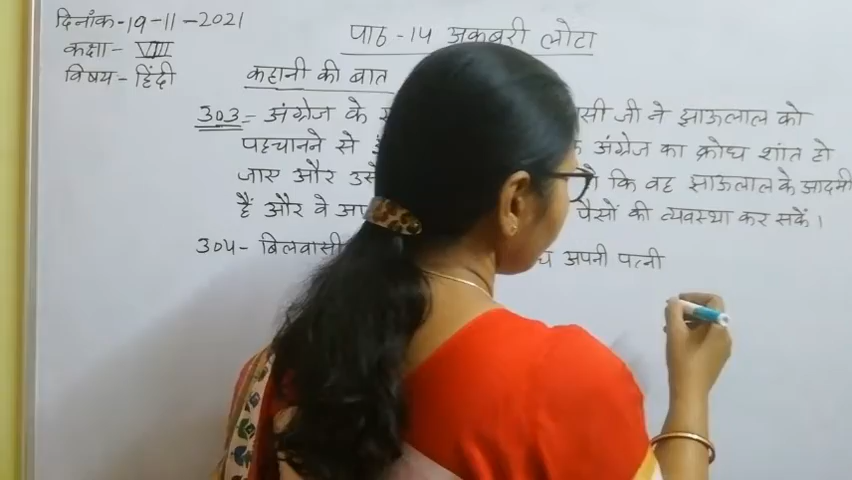 दिनांक-19-11-2021
पाठ-14 अकबरी लोटा
कक्षा- VIII
विषय- हिंदी
कहानी की बात
303= अंग्रेज के सी जी ने झाऊलाल को
पहचानने से अंग्रेज का क्रोध शांत हो
जाए और उसे कि वह झाऊलाल के आदमी
हैं और वे पैसों की व्यवस्था कर सकें।
304- बिलवासी अपनी पत्नी